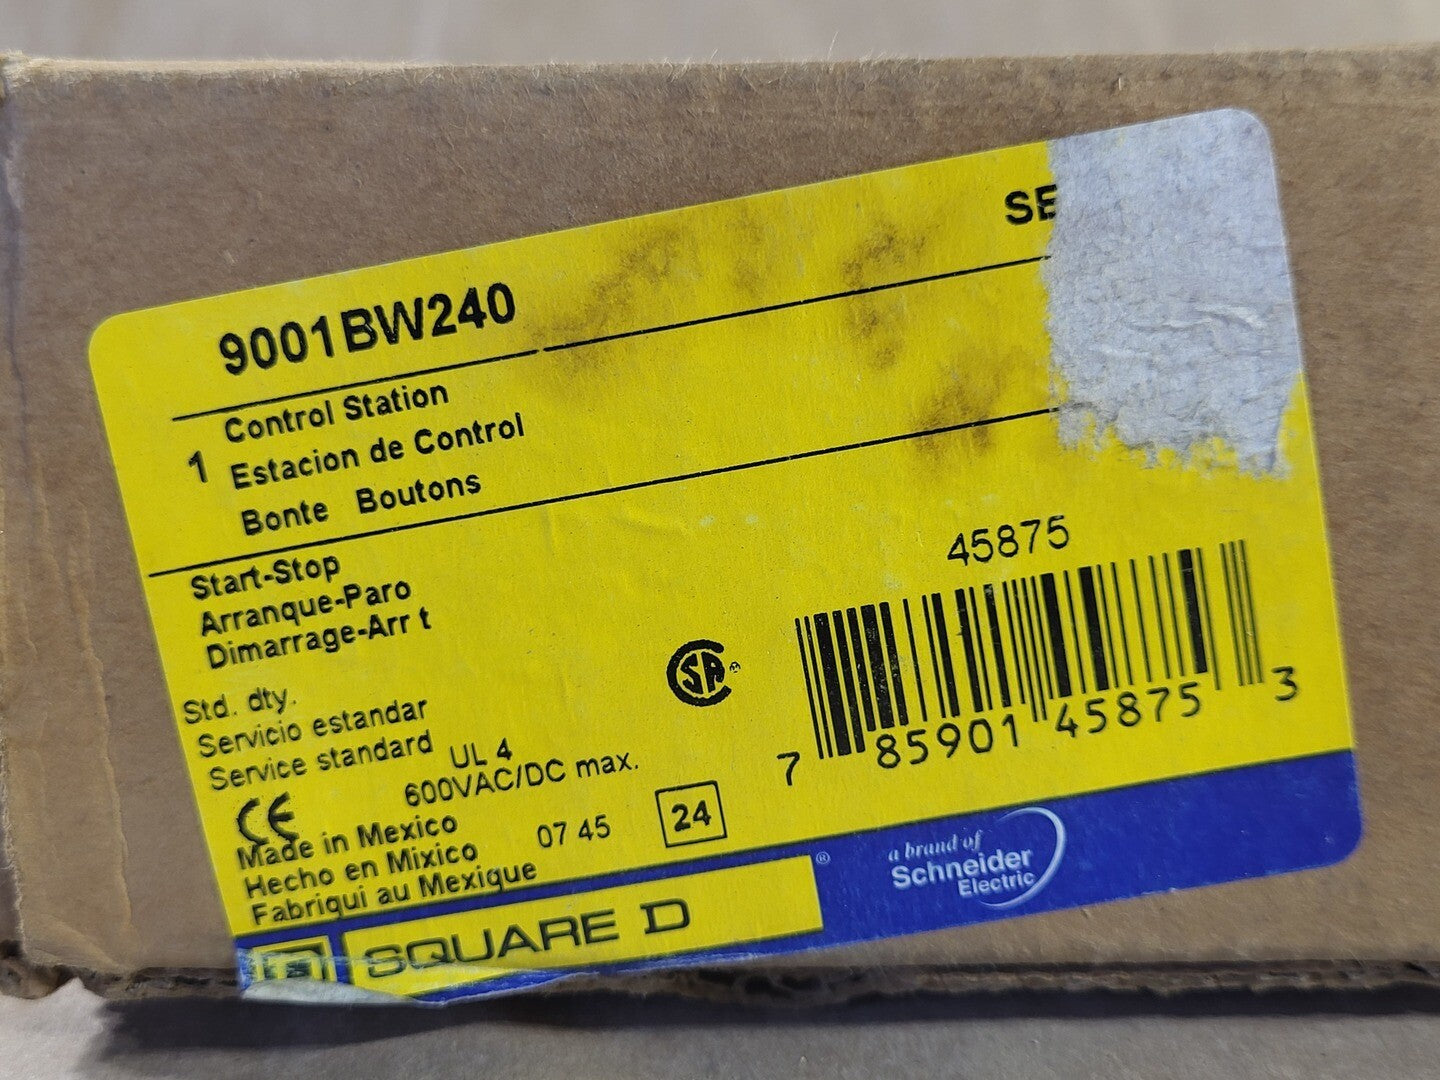 SE
9001BW240
1 Control Station
Estacion de Control
Bonte Boutons
Start-Stop
Arranque-Paro
Dimarrage-Arr t
45875
Std. dty.
Servicio estandar
Service standard
UL 4
600VAC/DC max.
CE
Made in Mexico
Hecho en Mixico
Fabriqui au Mexique
07 45
24
SA
7 85901 45875 3
SQUARE D ®
a brand of
Schneider
Electric